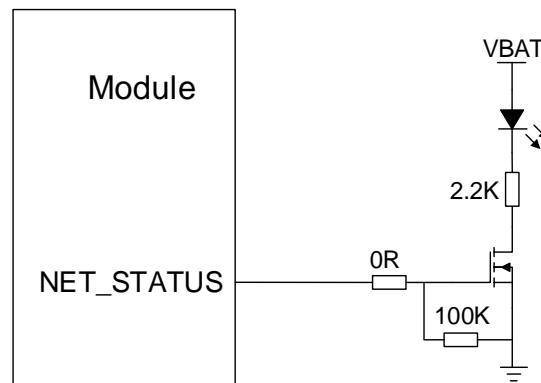 VBAT
Module
2.2K
0R
NET_STATUS
100K